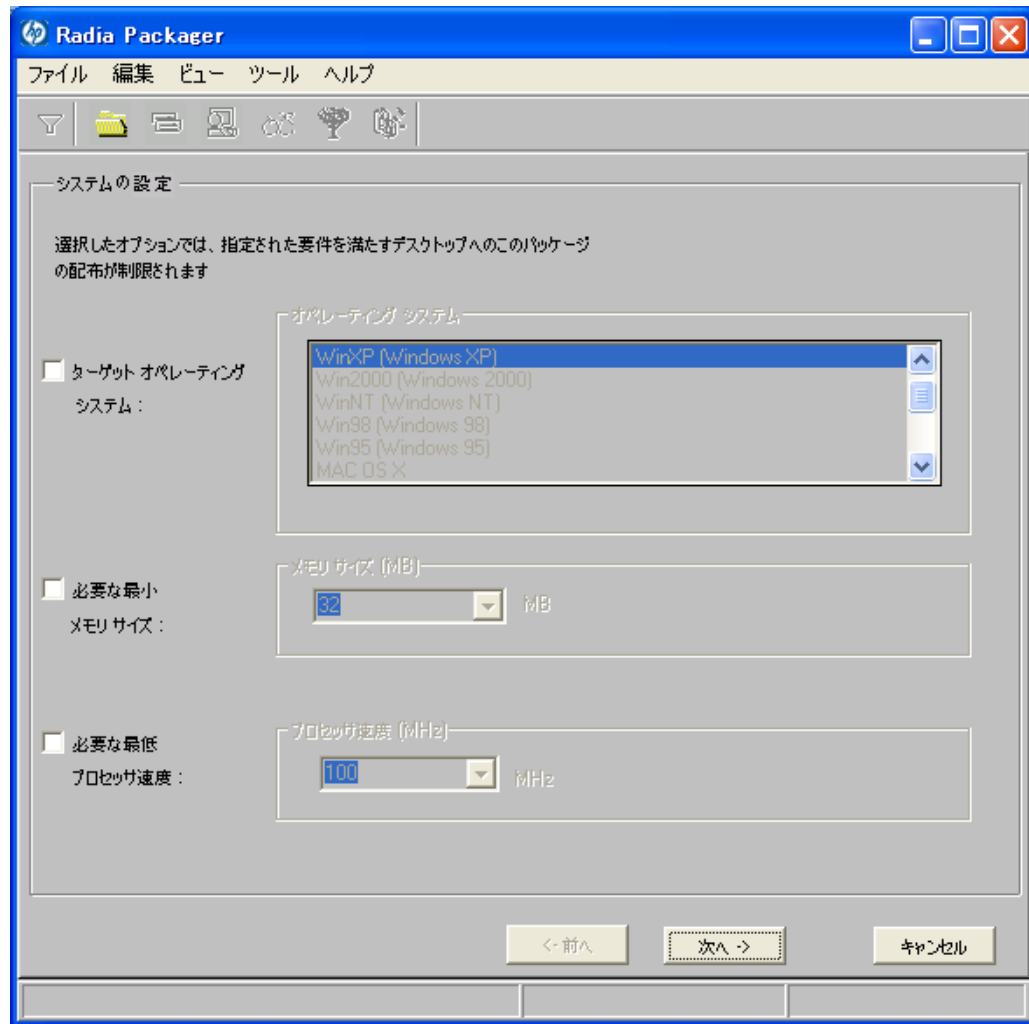 hp Radia Packager
ファイル 編集 ビュー ツール ヘルプ
システムの設定
選択したオプションでは、指定された要件を満たすデスクトップへのこのパッケージ
の配布が制限されます
オペレーティング システム
ターゲット オペレーティング
システム :
WinXP (Windows XP)
Win2000 (Windows 2000)
WinNT (Windows NT)
Win98 (Windows 98)
Win95 (Windows 95)
MAC OS X
メモリ サイズ (MB)
必要な最小
メモリ サイズ :
32 MB
プロセッサ速度 (MHz)
必要な最低
プロセッサ速度 :
100 MHz
<- 前へ 次へ -> キャンセル